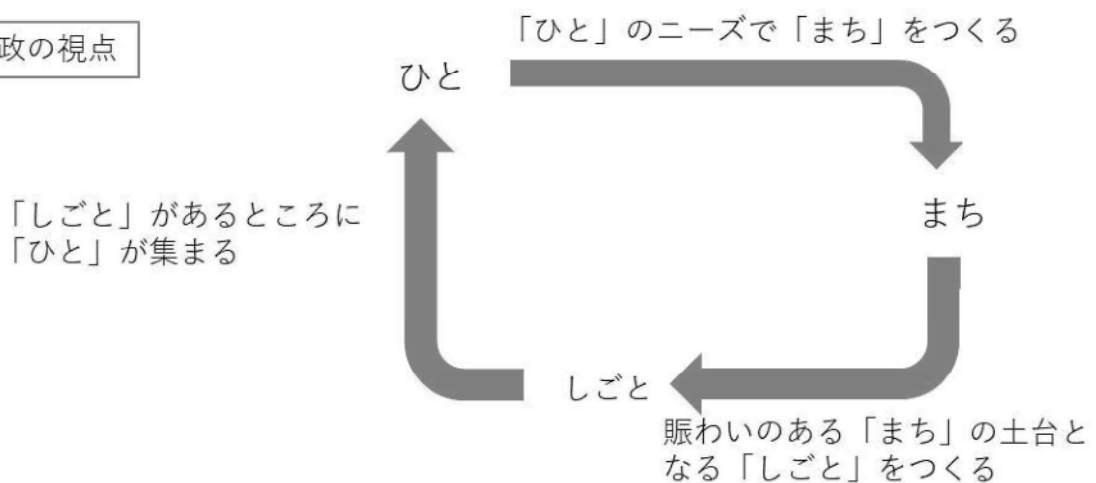 政の視点
「ひと」のニーズで「まち」をつくる
ひと
「しごと」があるところに
「ひと」が集まる
まち
しごと
賑わいのある「まち」の土台と
なる「しごと」をつくる